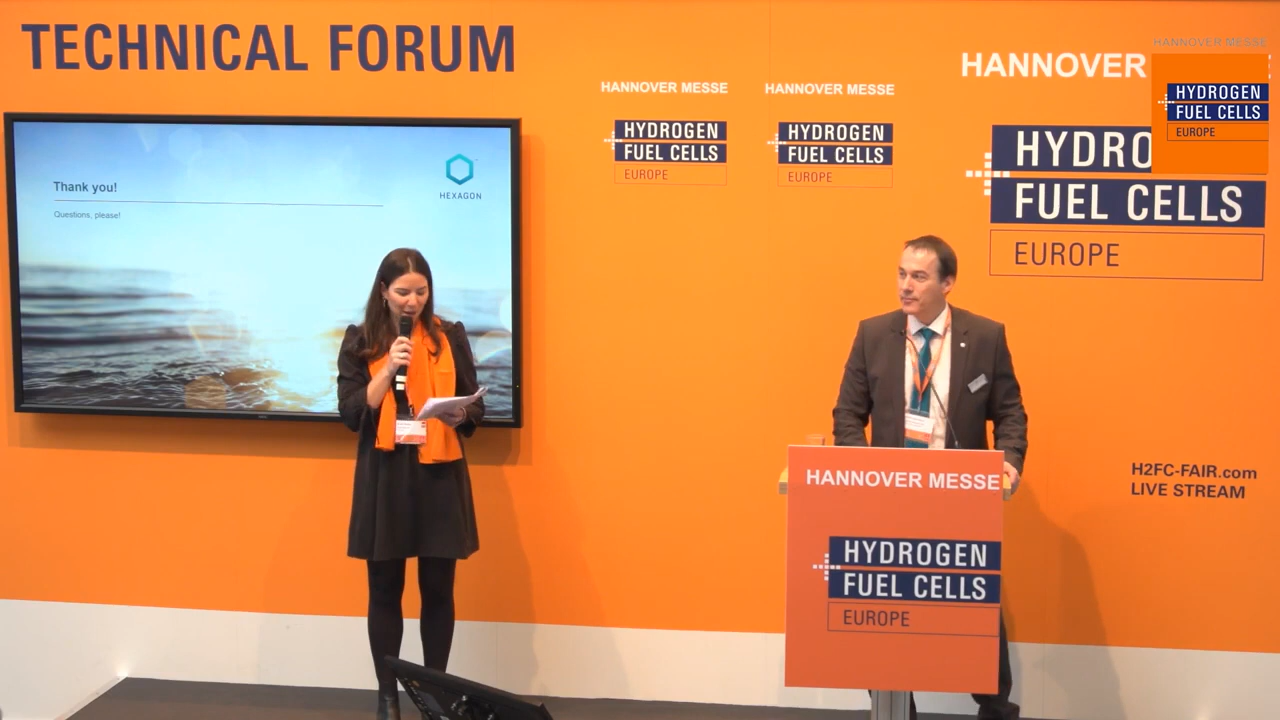 TECHNICAL FORUM
Thank you!
Questions, please!
HEXAGON
HANNOVER MESSE
HYDROGEN
FUEL CELLS
EUROPE
HANNOVER MESSE
HYDROGEN
FUEL CELLS
EUROPE
HANNOVER
HYDRO
FUEL CELLS
EUROPE
HANNOVER MESSE
HYDROGEN
FUEL CELLS
EUROPE
H2FC-FAIR.com
LIVE STREAM
HANNOVER MESSE
HYDROGEN
FUEL CELLS
EUROPE